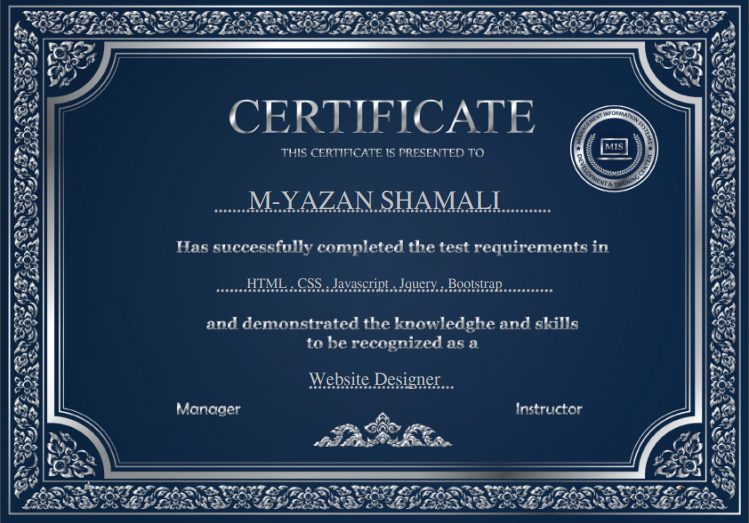 CERTIFICATE
THIS CERTIFICATE IS PRESENTED TO
MANAGEMENT INFORMATION SYSTEM
MIS
DEVELOPMENT & TRAINING CENTER
M-YAZAN SHAMALI
Has successfully completed the test requirements in
HTML , CSS , Javascript , Jquery , Bootstrap
and demonstrated the knowledghe and skills
to be recognized as a
Website Designer
Manager
Instructor